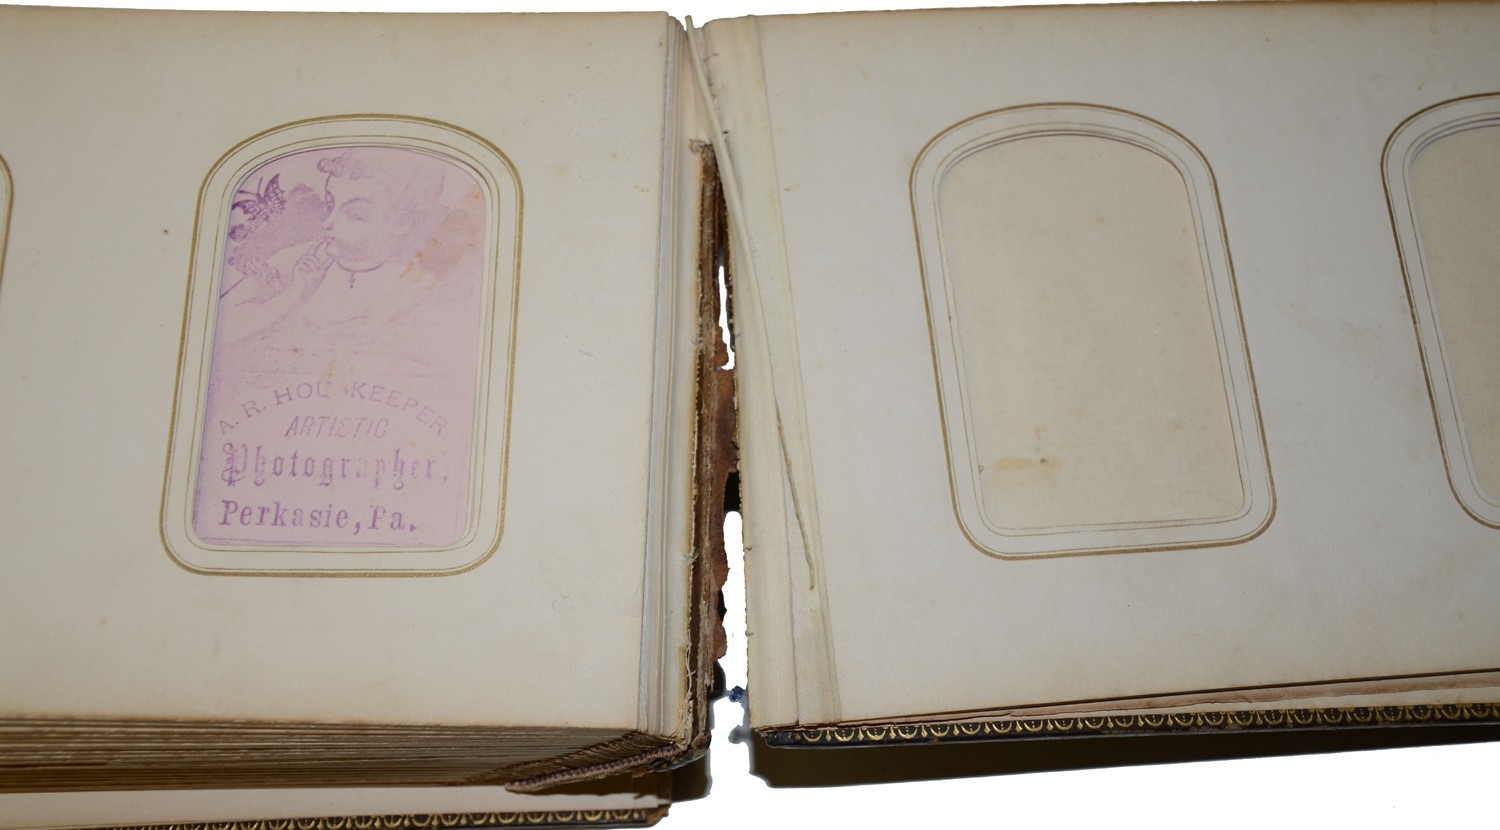 A. R. HOUSKEEPER
ARTISTIC
Photographer,
Perkasie, Pa.